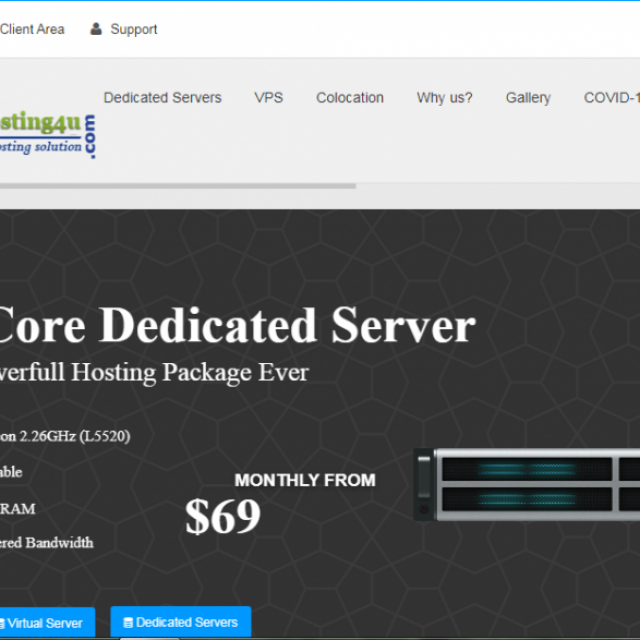 Client Area Support
Dedicated Servers VPS Colocation Why us? Gallery COVID-1
sting4u
.com
osting solution
Core Dedicated Server
werfull Hosting Package Ever
on 2.26GHz (L5520)
able
MONTHLY FROM
RAM
$69
ered Bandwidth
Virtual Server Dedicated Servers